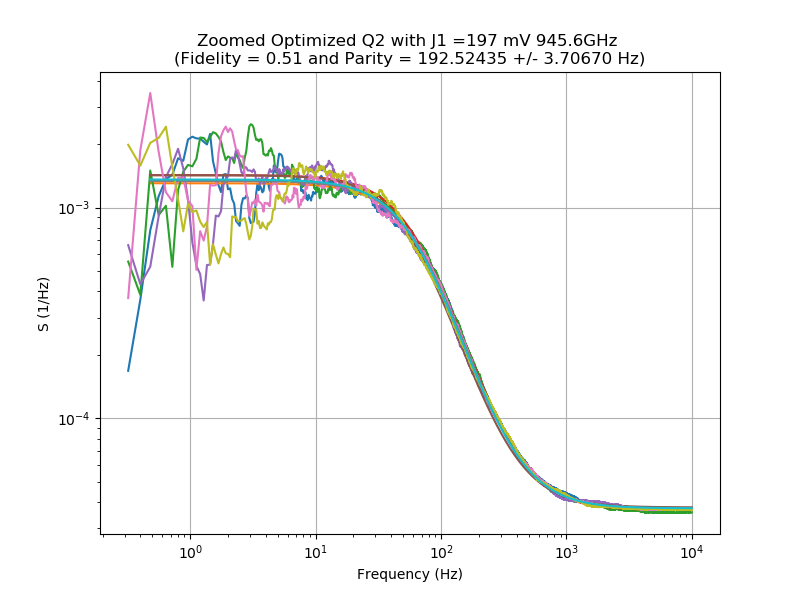 Zoomed Optimized Q2 with J1 =197 mV 945.6GHz
(Fidelity = 0.51 and Parity = 192.52435 +/- 3.70670 Hz)
S (1/Hz)
10⁻³
10⁻⁴
10⁰ 10¹ 10² 10³ 10⁴
Frequency (Hz)